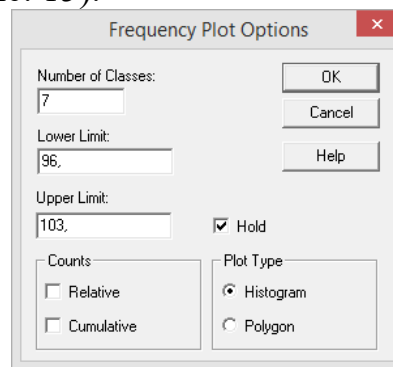 Frequency Plot Options
Number of Classes:
7
OK
Cancel
Lower Limit:
96,
Help
Upper Limit:
103,
Hold
Counts
Relative
Cumulative
Plot Type
Histogram
Polygon